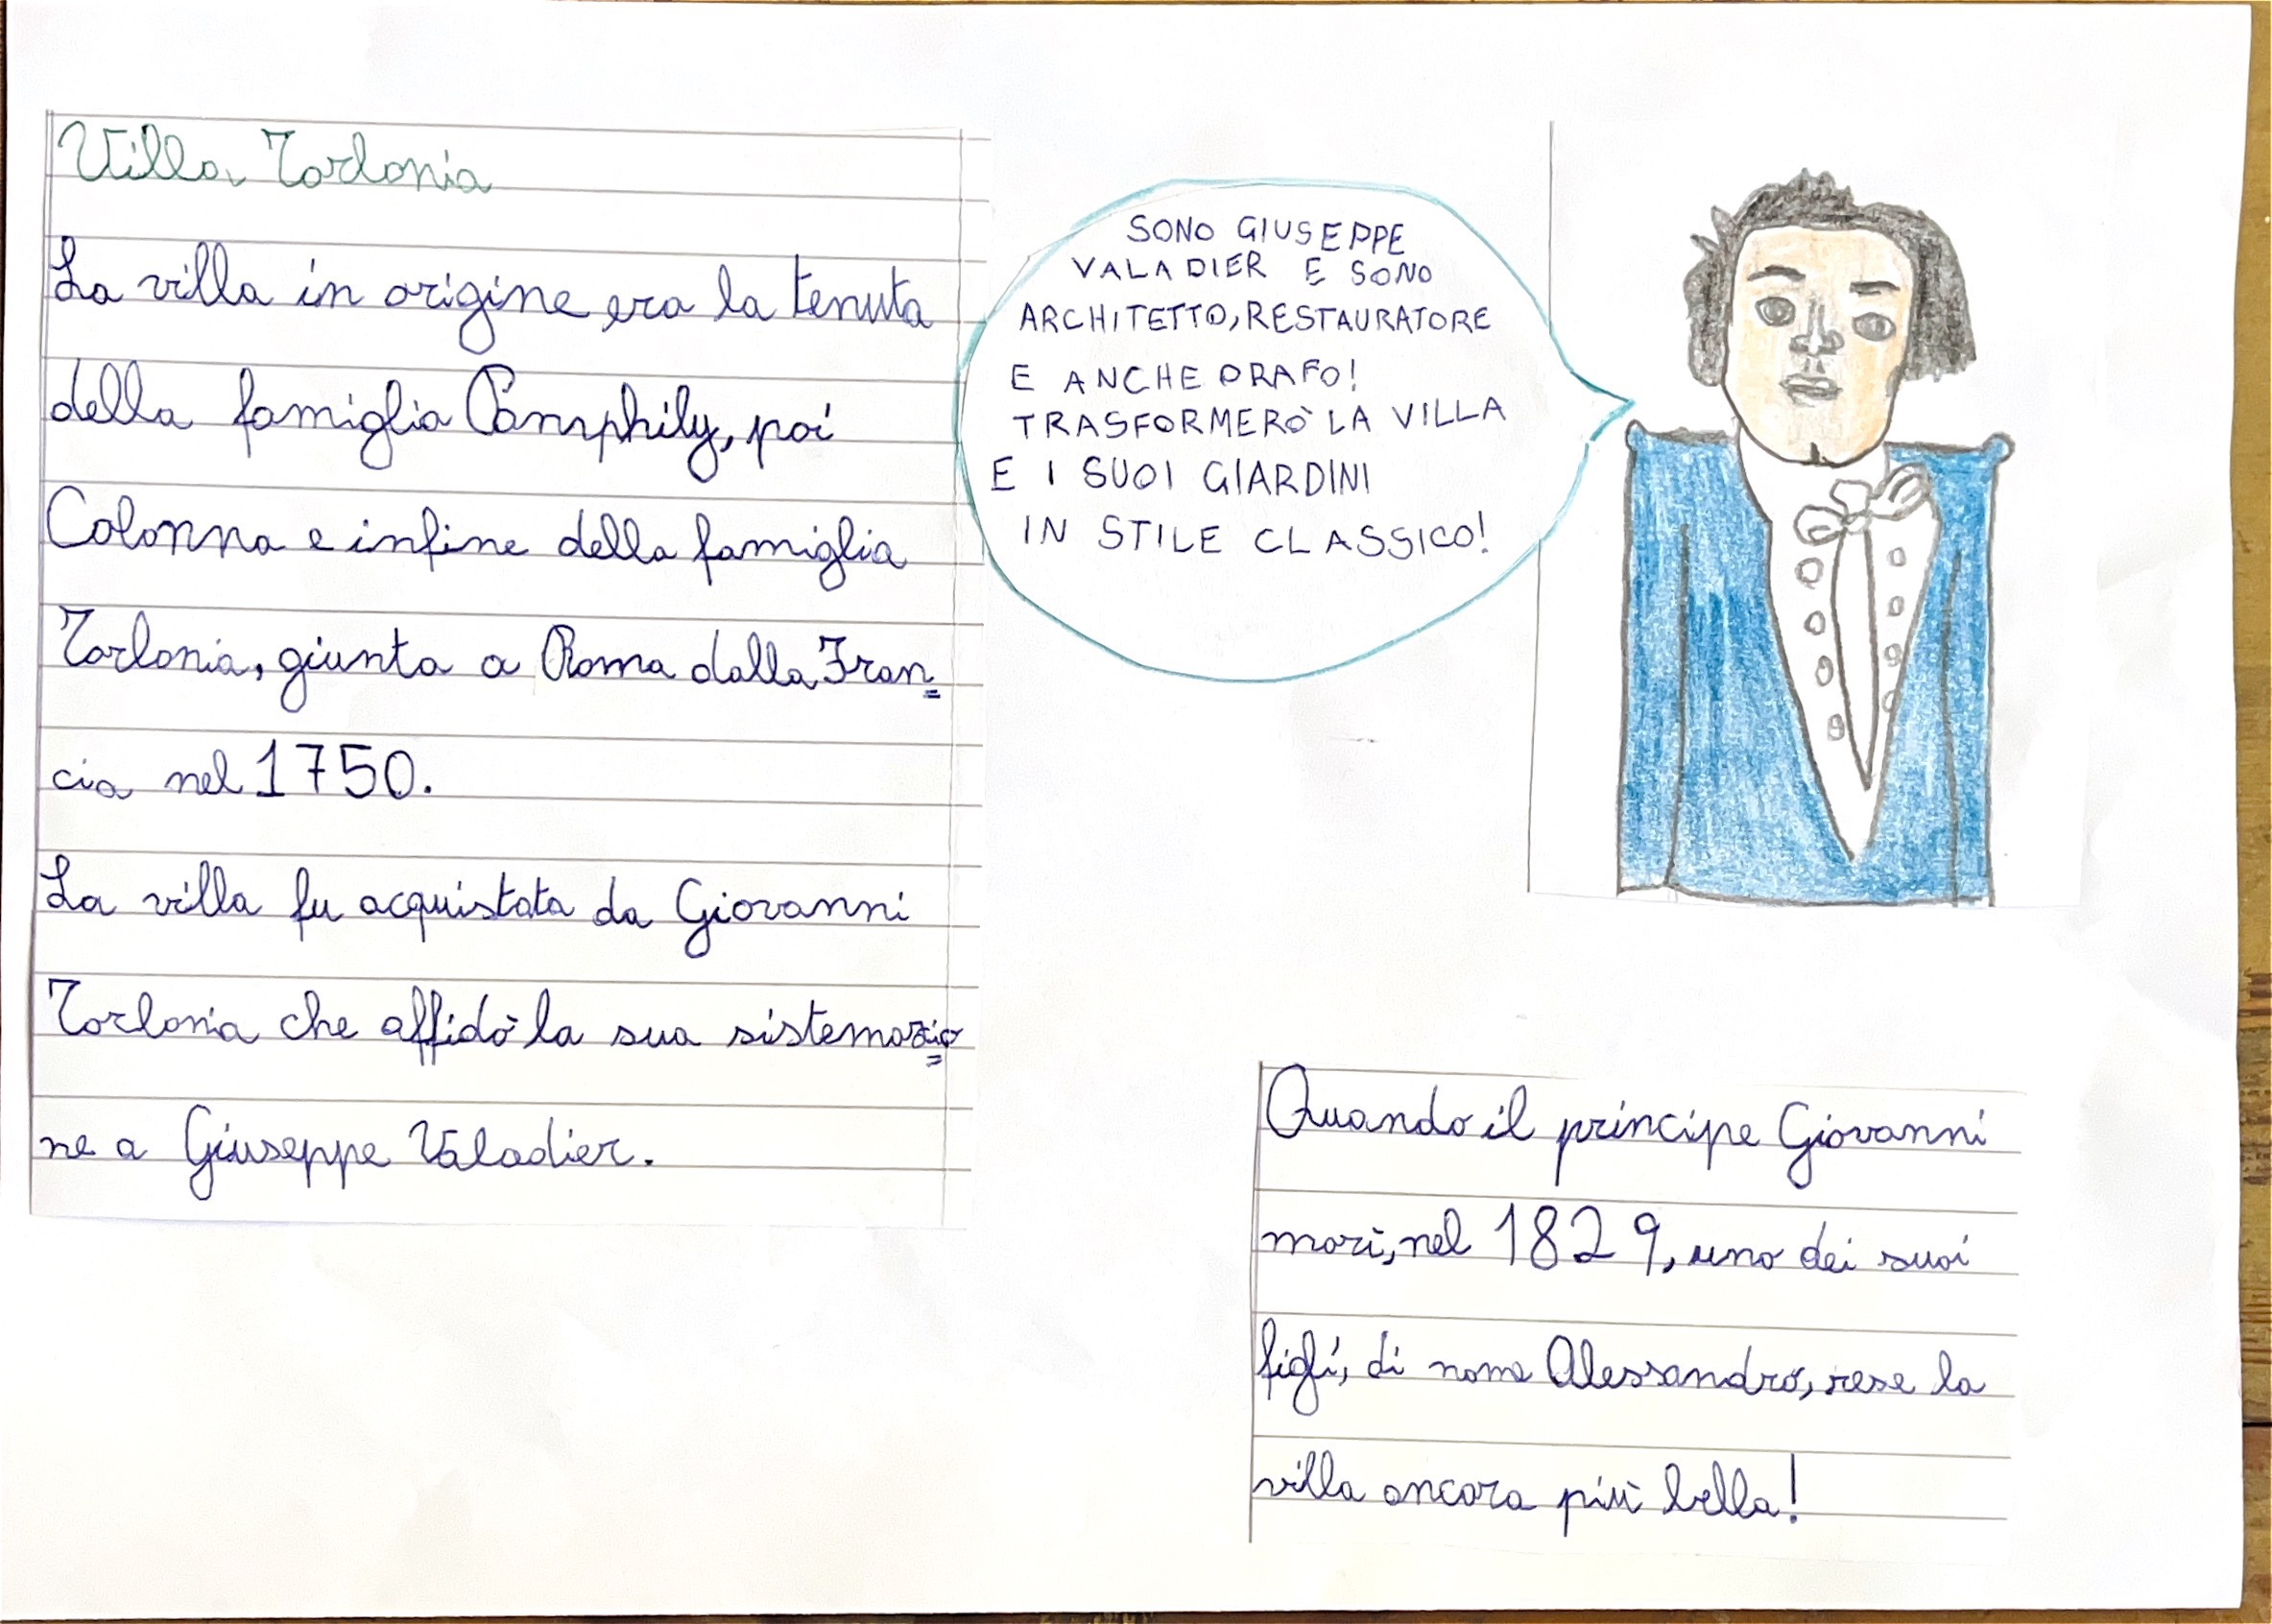 Villa Torlonia
La villa in origine era la tenuta
della famiglia Pamphily, poi
Colonna e infine della famiglia
Torlonia, giunta a Roma dalla Fran=
cia nel 1750.
La villa fu acquistata da Giovanni
Torlonia che affidò la sua sistemazio=
ne a Giuseppe Valadier.
SONO GIUSEPPE
VALADIER E SONO
ARCHITETTO, RESTAURATORE
E ANCHE ORAFO!
TRASFORMERÒ LA VILLA
E I SUOI GIARDINI
IN STILE CLASSICO!
Quando il principe Giovanni
morì, nel 1829, uno dei suoi
figli, di nome Alessandro, rese la
villa ancora più bella!